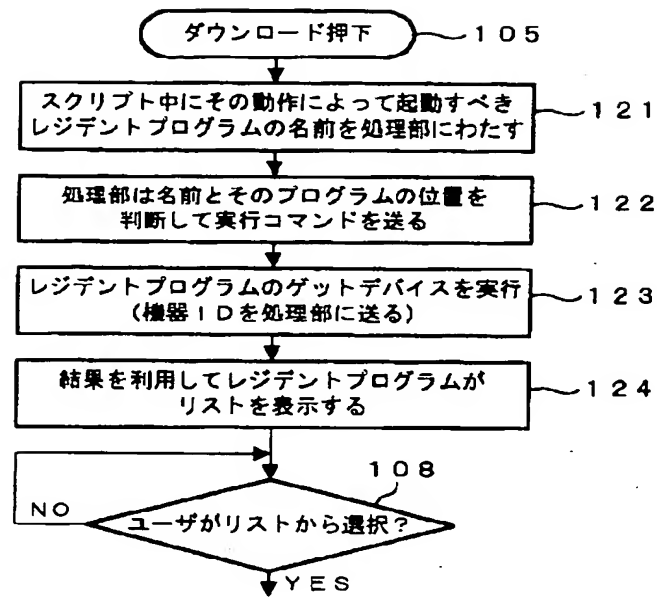 ダウンロード押下
105
スクリプト中にその動作によって起動すべき
レジデントプログラムの名前を処理部にわたす
121
処理部は名前とそのプログラムの位置を
判断して実行コマンドを送る
122
レジデントプログラムのゲットデバイスを実行
(機器IDを処理部に送る)
123
結果を利用してレジデントプログラムが
リストを表示する
124
108
NO
ユーザがリストから選択?
YES